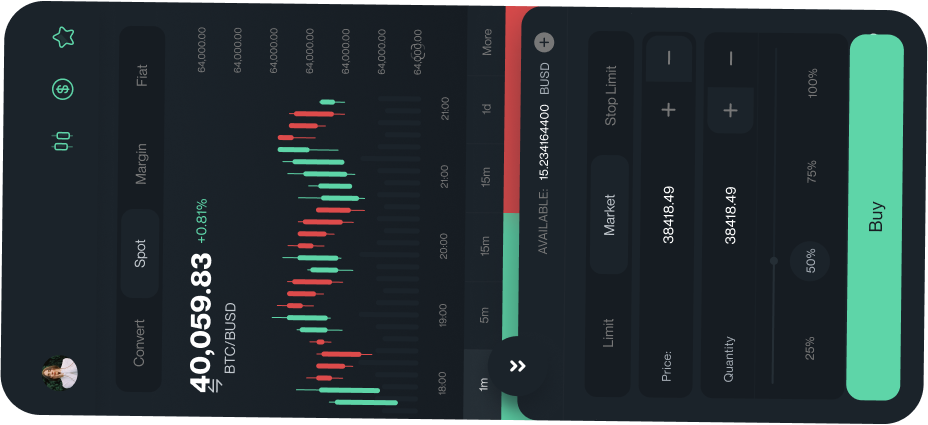 Convert Spot Margin Fiat
40,059.83 +0.81%
BTC/BUSD
64,000.00
64,000.00
64,000.00
64,000.00
64,000.00
64,000.00
64,000.00
18:00 19:00 20:00 21:00 21:00
1m 5m 15m 15m 1d More
AVAILABLE: 15.234164400 BUSD
Limit Market Stop Limit
Price: 38418.49 + −
Quantity 38418.49 + −
25% 50% 75% 100%
Buy